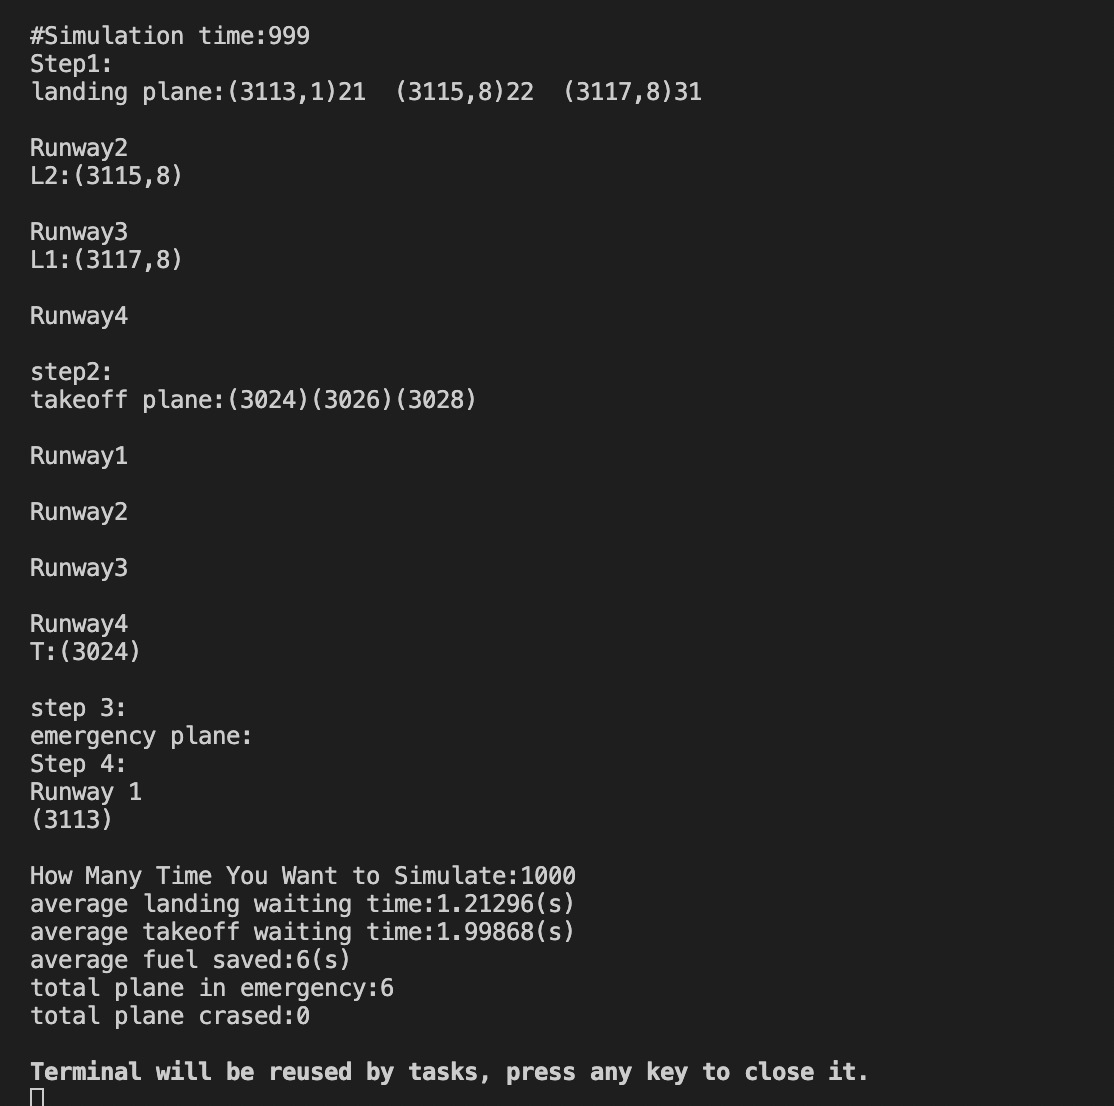 #Simulation time:999
Step1:
landing plane:(3113,1)21  (3115,8)22  (3117,8)31
Runway2
L2:(3115,8)
Runway3
L1:(3117,8)
Runway4
step2:
takeoff plane:(3024)(3026)(3028)
Runway1
Runway2
Runway3
Runway4
T:(3024)
step 3:
emergency plane:
Step 4:
Runway 1
(3113)
How Many Time You Want to Simulate:1000
average landing waiting time:1.21296(s)
average takeoff waiting time:1.99868(s)
average fuel saved:6(s)
total plane in emergency:6
total plane crased:0
Terminal will be reused by tasks, press any key to close it.